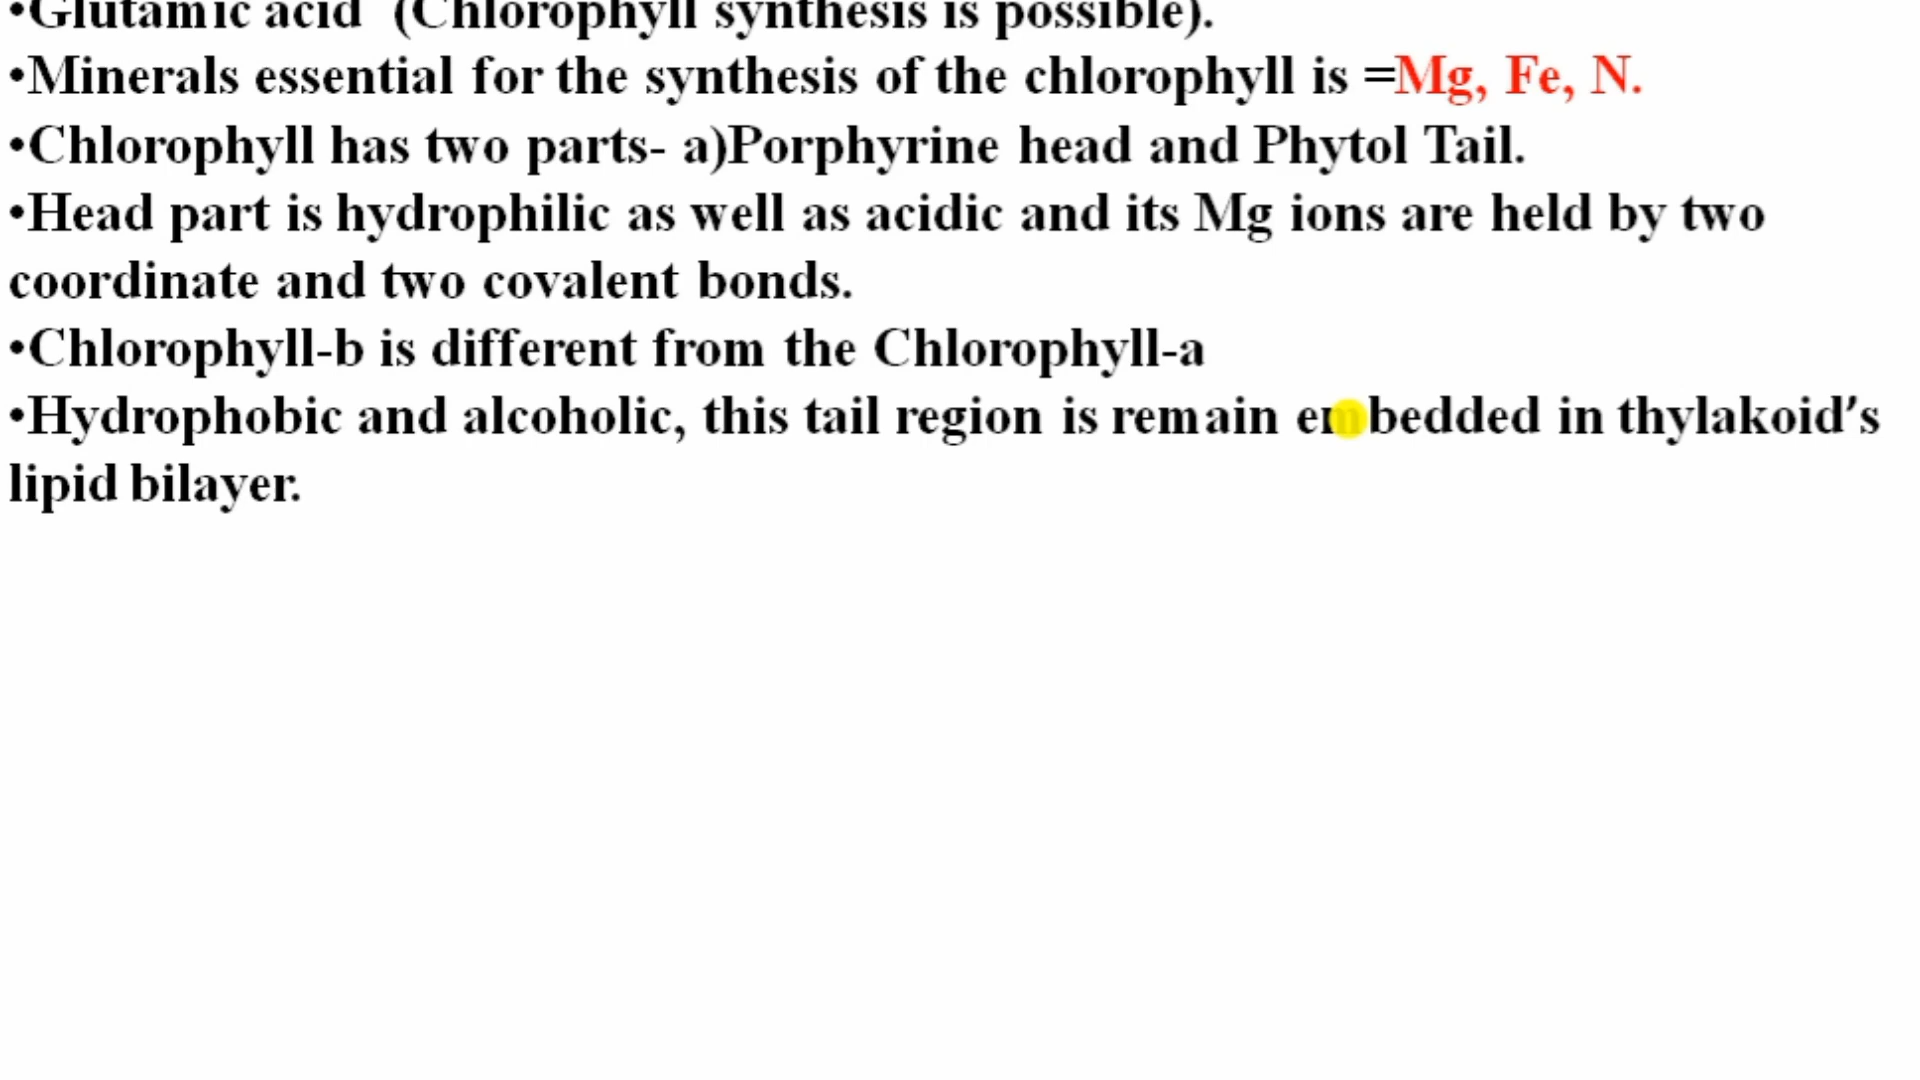 •Glutamic acid (Chlorophyll synthesis is possible).
•Minerals essential for the synthesis of the chlorophyll is =Mg, Fe, N.
•Chlorophyll has two parts- a)Porphyrine head and Phytol Tail.
•Head part is hydrophilic as well as acidic and its Mg ions are held by two
coordinate and two covalent bonds.
•Chlorophyll-b is different from the Chlorophyll-a
•Hydrophobic and alcoholic, this tail region is remain embedded in thylakoid's
lipid bilayer.